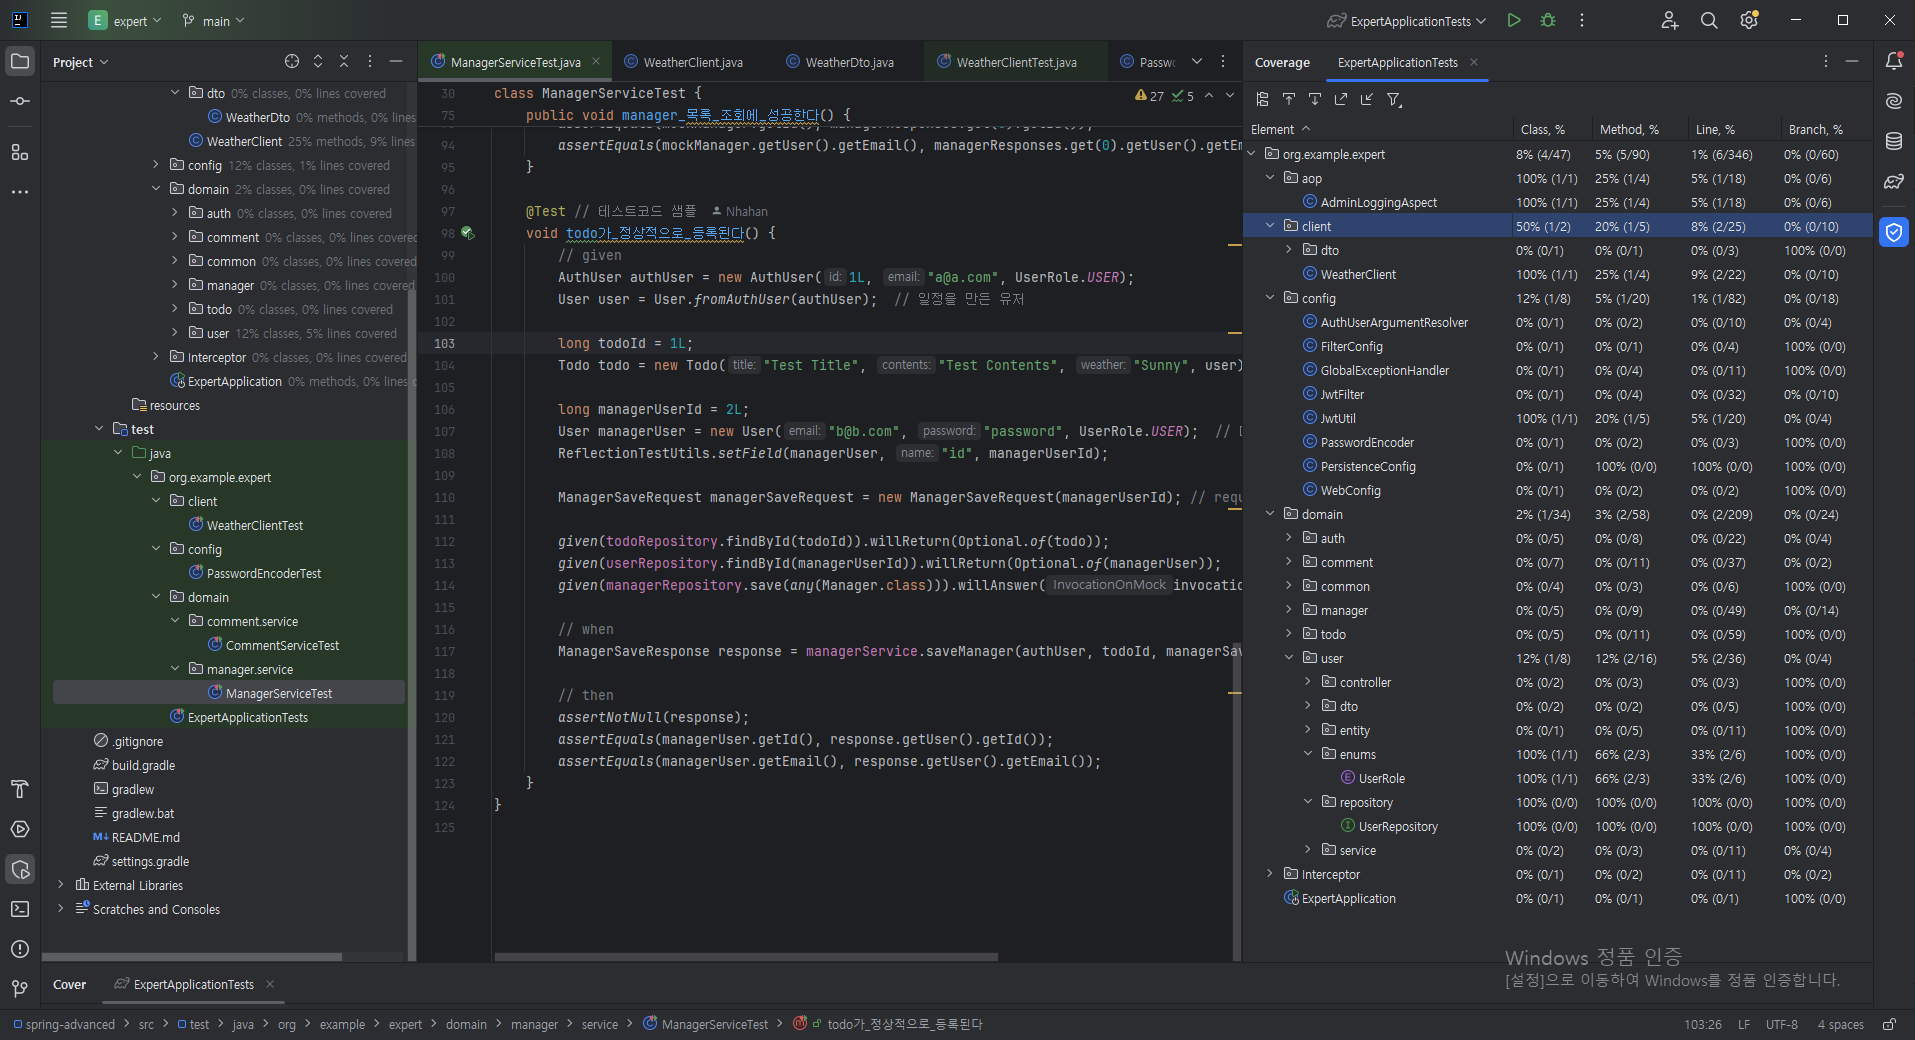 E expert
main
ExpertApplicationTests
Project
dto 0% classes, 0% lines covered
WeatherDto 0% methods, 0% lines
WeatherClient 25% methods, 9% lines
config 12% classes, 1% lines covered
domain 2% classes, 0% lines covered
auth 0% classes, 0% lines covered
comment 0% classes, 0% lines covered
common 0% classes, 0% lines covered
manager 0% classes, 0% lines covered
todo 0% classes, 0% lines covered
user 12% classes, 5% lines covered
Interceptor 0% classes, 0% lines covered
ExpertApplication 0% methods, 0% lines
resources
test
java
org.example.expert
client
WeatherClientTest
config
PasswordEncoderTest
domain
comment.service
CommentServiceTest
manager.service
ManagerServiceTest
ExpertApplicationTests
.gitignore
build.gradle
gradlew
gradlew.bat
M↓ README.md
settings.gradle
External Libraries
Scratches and Consoles
ManagerServiceTest.java
WeatherClient.java
WeatherDto.java
WeatherClientTest.java
Passwo
27 5
30 class ManagerServiceTest {
75 public void manager_목록_조회에_성공한다() {
94 assertEquals(mockManager.getUser().getEmail(), managerResponses.get(0).getUser().getEm
95 }
96
97 @Test // 테스트코드 샘플 Nhahan
98 void todo가_정상적으로_등록된다() {
99 // given
100 AuthUser authUser = new AuthUser( id: 1L, email: "a@a.com", UserRole.USER);
101 User user = User.fromAuthUser(authUser); // 일정을 만든 유저
102
103 long todoId = 1L;
104 Todo todo = new Todo( title: "Test Title", contents: "Test Contents", weather: "Sunny", user)
105
106 long managerUserId = 2L;
107 User managerUser = new User( email: "b@b.com", password: "password", UserRole.USER); //
108 ReflectionTestUtils.setField(managerUser, name: "id", managerUserId);
109
110 ManagerSaveRequest managerSaveRequest = new ManagerSaveRequest(managerUserId); // requ
111
112 given(todoRepository.findById(todoId)).willReturn(Optional.of(todo));
113 given(userRepository.findById(managerUserId)).willReturn(Optional.of(managerUser));
114 given(managerRepository.save(any(Manager.class))).willAnswer( InvocationOnMock invocatio
115
116 // when
117 ManagerSaveResponse response = managerService.saveManager(authUser, todoId, managerSav
118
119 // then
120 assertNotNull(response);
121 assertEquals(managerUser.getId(), response.getUser().getId());
122 assertEquals(managerUser.getEmail(), response.getUser().getEmail());
123 }
124 }
125
Coverage ExpertApplicationTests
Element Class, % Method, % Line, % Branch, %
org.example.expert 8% (4/47) 5% (5/90) 1% (6/346) 0% (0/60)
aop 100% (1/1) 25% (1/4) 5% (1/18) 0% (0/6)
AdminLoggingAspect 100% (1/1) 25% (1/4) 5% (1/18) 0% (0/6)
client 50% (1/2) 20% (1/5) 8% (2/25) 0% (0/10)
dto 0% (0/1) 0% (0/1) 0% (0/3) 100% (0/0)
WeatherClient 100% (1/1) 25% (1/4) 9% (2/22) 0% (0/10)
config 12% (1/8) 5% (1/20) 1% (1/82) 0% (0/18)
AuthUserArgumentResolver 0% (0/1) 0% (0/2) 0% (0/10) 0% (0/4)
FilterConfig 0% (0/1) 0% (0/1) 0% (0/4) 100% (0/0)
GlobalExceptionHandler 0% (0/1) 0% (0/4) 0% (0/11) 100% (0/0)
JwtFilter 0% (0/1) 0% (0/4) 0% (0/32) 0% (0/10)
JwtUtil 100% (1/1) 20% (1/5) 5% (1/20) 0% (0/4)
PasswordEncoder 0% (0/1) 0% (0/2) 0% (0/3) 100% (0/0)
PersistenceConfig 0% (0/1) 100% (0/0) 100% (0/0) 100% (0/0)
WebConfig 0% (0/1) 0% (0/2) 0% (0/2) 100% (0/0)
domain 2% (1/34) 3% (2/58) 0% (2/209) 0% (0/24)
auth 0% (0/5) 0% (0/8) 0% (0/22) 0% (0/4)
comment 0% (0/7) 0% (0/11) 0% (0/37) 0% (0/2)
common 0% (0/4) 0% (0/3) 0% (0/6) 100% (0/0)
manager 0% (0/5) 0% (0/9) 0% (0/49) 0% (0/14)
todo 0% (0/5) 0% (0/11) 0% (0/59) 100% (0/0)
user 12% (1/8) 12% (2/16) 5% (2/36) 0% (0/4)
controller 0% (0/2) 0% (0/3) 0% (0/3) 100% (0/0)
dto 0% (0/2) 0% (0/2) 0% (0/5) 100% (0/0)
entity 0% (0/1) 0% (0/5) 0% (0/11) 100% (0/0)
enums 100% (1/1) 66% (2/3) 33% (2/6) 100% (0/0)
UserRole 100% (1/1) 66% (2/3) 33% (2/6) 100% (0/0)
repository 100% (0/0) 100% (0/0) 100% (0/0) 100% (0/0)
UserRepository 100% (0/0) 100% (0/0) 100% (0/0) 100% (0/0)
service 0% (0/2) 0% (0/3) 0% (0/11) 0% (0/4)
Interceptor 0% (0/1) 0% (0/2) 0% (0/11) 0% (0/2)
ExpertApplication 0% (0/1) 0% (0/1) 0% (0/1) 100% (0/0)
Windows 정품 인증
[설정]으로 이동하여 Windows를 정품 인증합니다.
Cover ExpertApplicationTests
spring-advanced > src > test > java > org > example > expert > domain > manager > service > ManagerServiceTest > todo가_정상적으로_등록된다
103:26 LF UTF-8 4 spaces